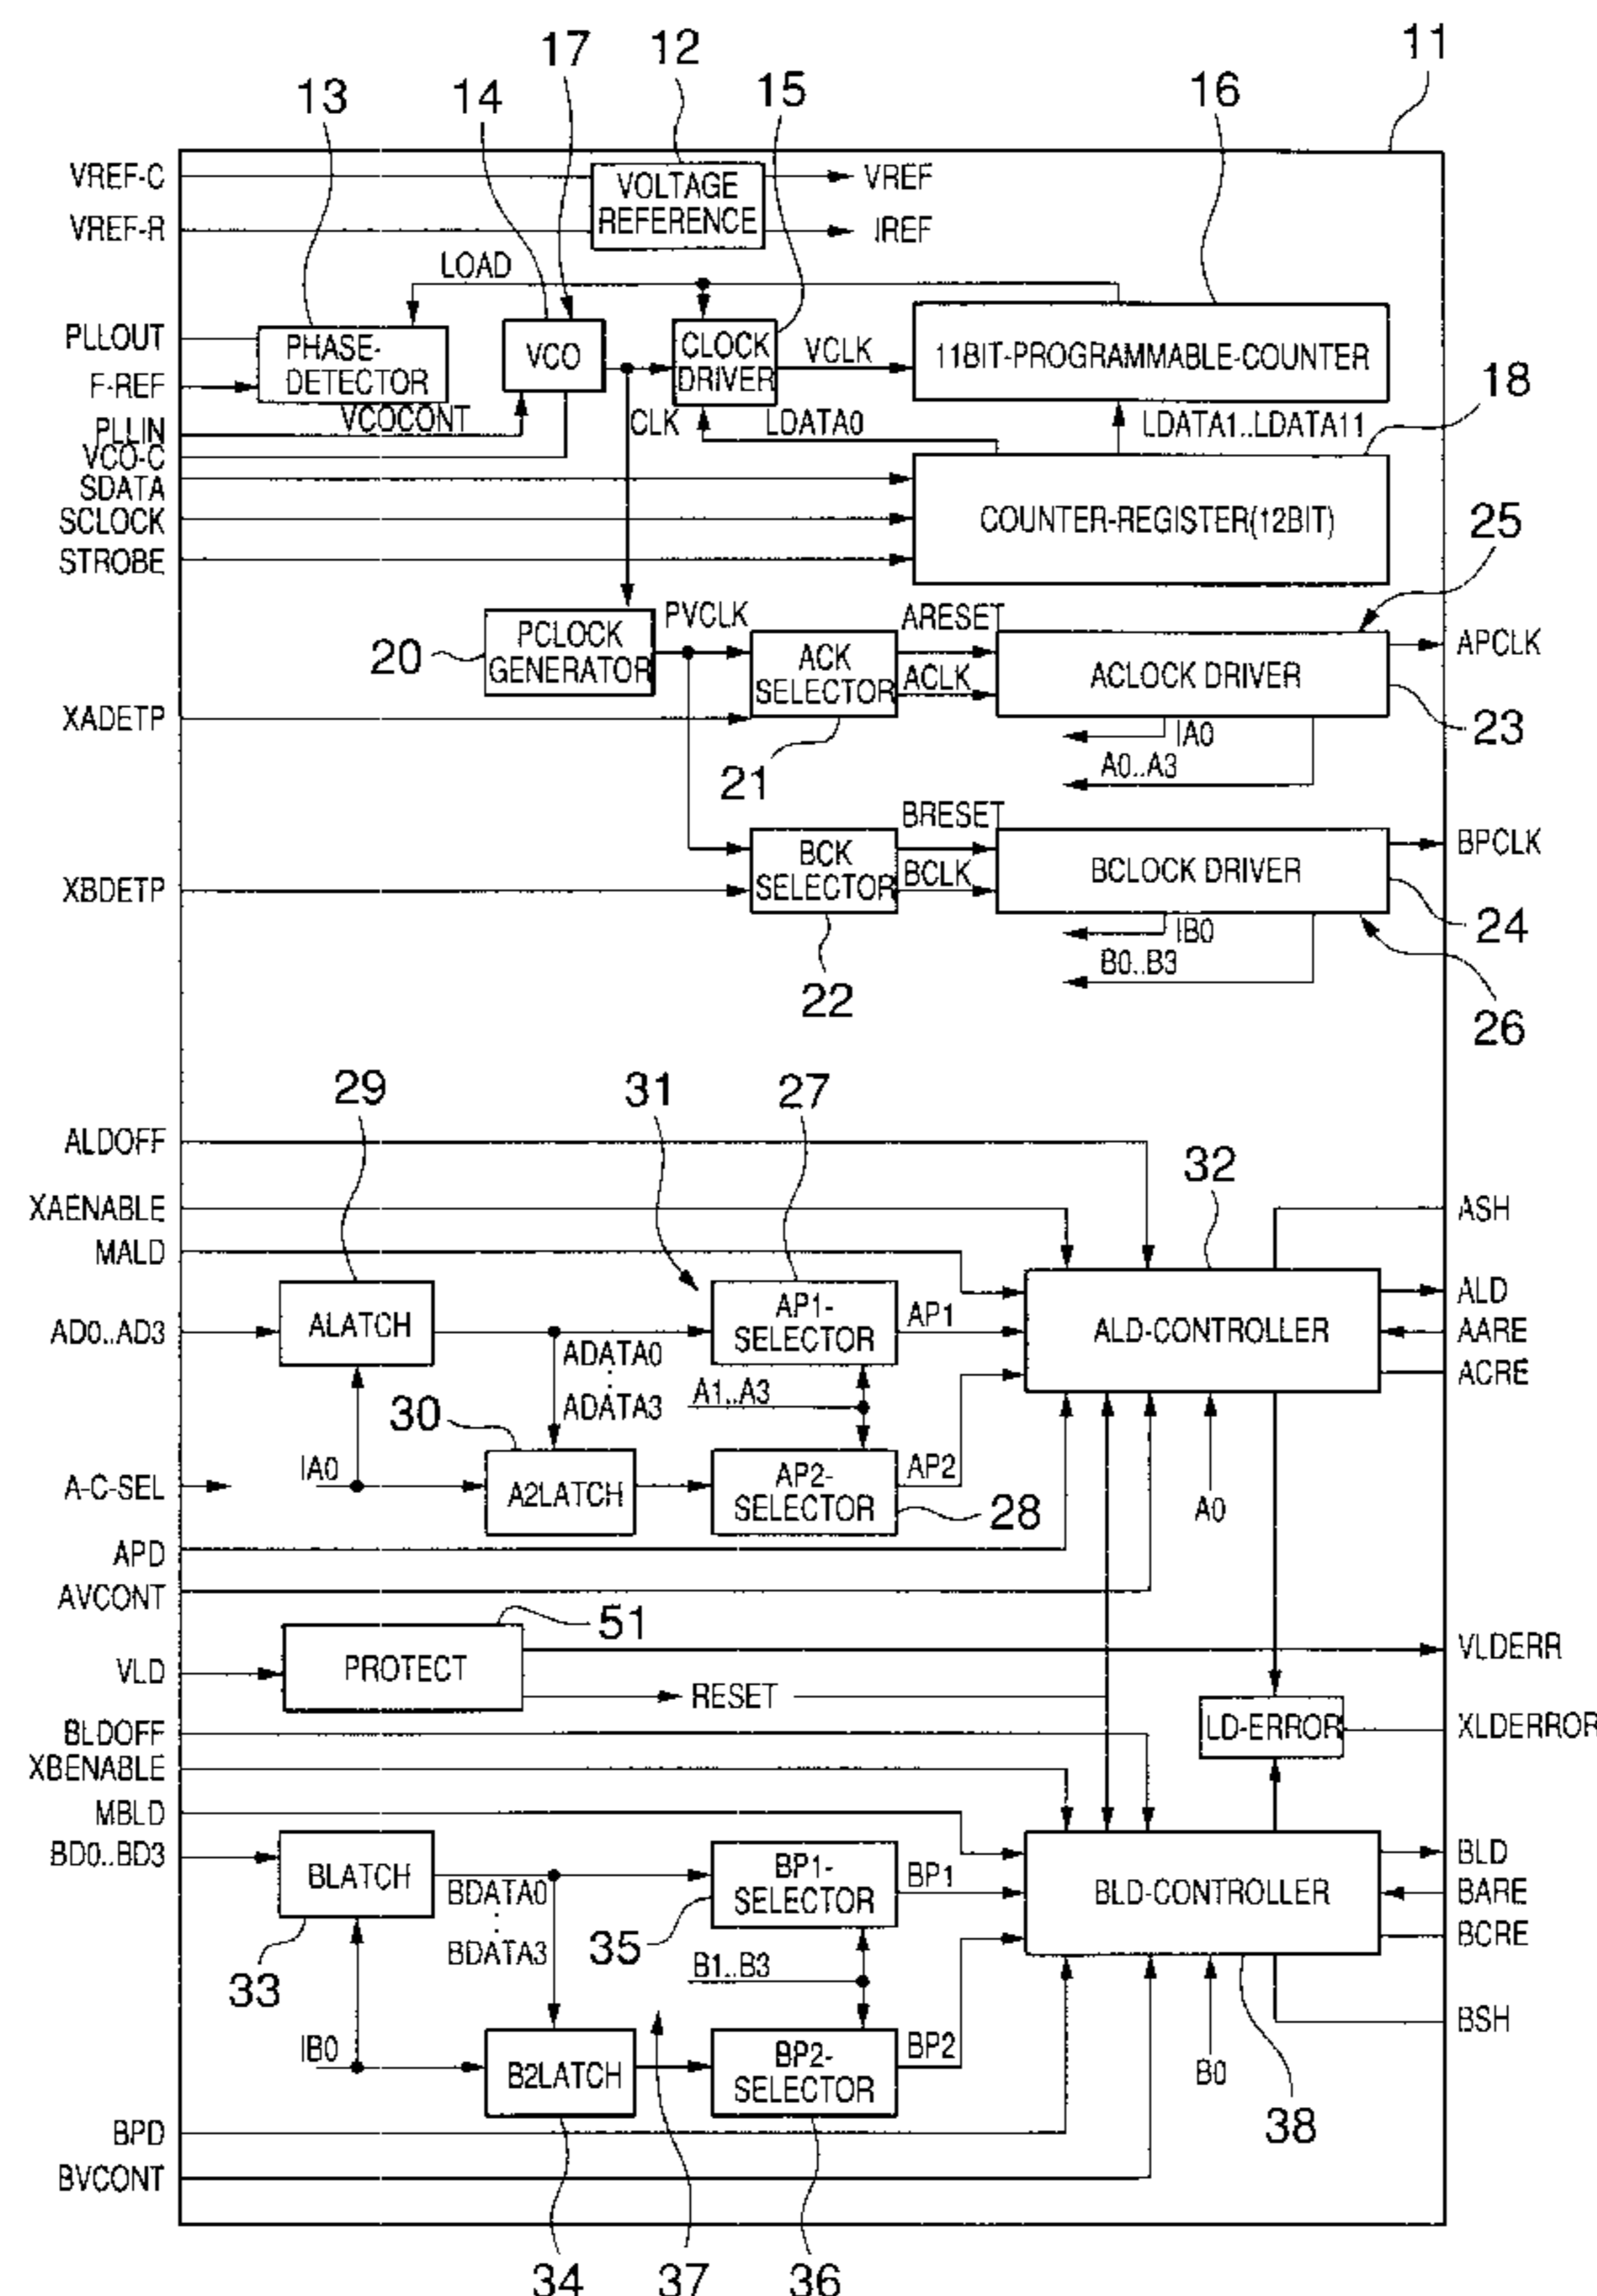 11
17
12
13
14
15
16
VREF-C
VOLTAGE
REFERENCE
VREF
VREF-R
IREF
LOAD
PLLOUT
PHASE-
DETECTOR
VCO
CLOCK
DRIVER
VCLK
11BIT-PROGRAMMABLE-COUNTER
F-REF
18
VCOCONT
CLK
LDATA0
LDATA1..LDATA11
PLLIN
VCO-C
SDATA
SCLOCK
COUNTER-REGISTER(12BIT)
25
STROBE
PVCLK
ARESET
20
PCLOCK
GENERATOR
ACK
SELECTOR
ACLK
ACLOCK DRIVER
APCLK
XADETP
23
IA0
A0..A3
21
BRESET
BCK
SELECTOR
BCLK
BCLOCK DRIVER
BPCLK
XBDETP
24
IB0
B0..B3
22
26
29
31
27
ALDOFF
32
XAENABLE
ASH
MALD
AD0..AD3
ALATCH
AP1-
SELECTOR
AP1
ALD-CONTROLLER
ALD
AARE
ACRE
ADATA0
:
ADATA3
A1..A3
30
A-C-SEL
IA0
A2LATCH
AP2-
SELECTOR
AP2
28
A0
APD
AVCONT
51
VLD
PROTECT
VLDERR
RESET
BLDOFF
LD-ERROR
XLDERROR
XBENABLE
MBLD
BD0..BD3
BLATCH
BDATA0
:
BDATA3
BP1-
SELECTOR
BP1
BLD-CONTROLLER
BLD
BARE
BCRE
35
33
B1..B3
BSH
IB0
B2LATCH
BP2-
SELECTOR
BP2
B0
38
BPD
BVCONT
34
37
36